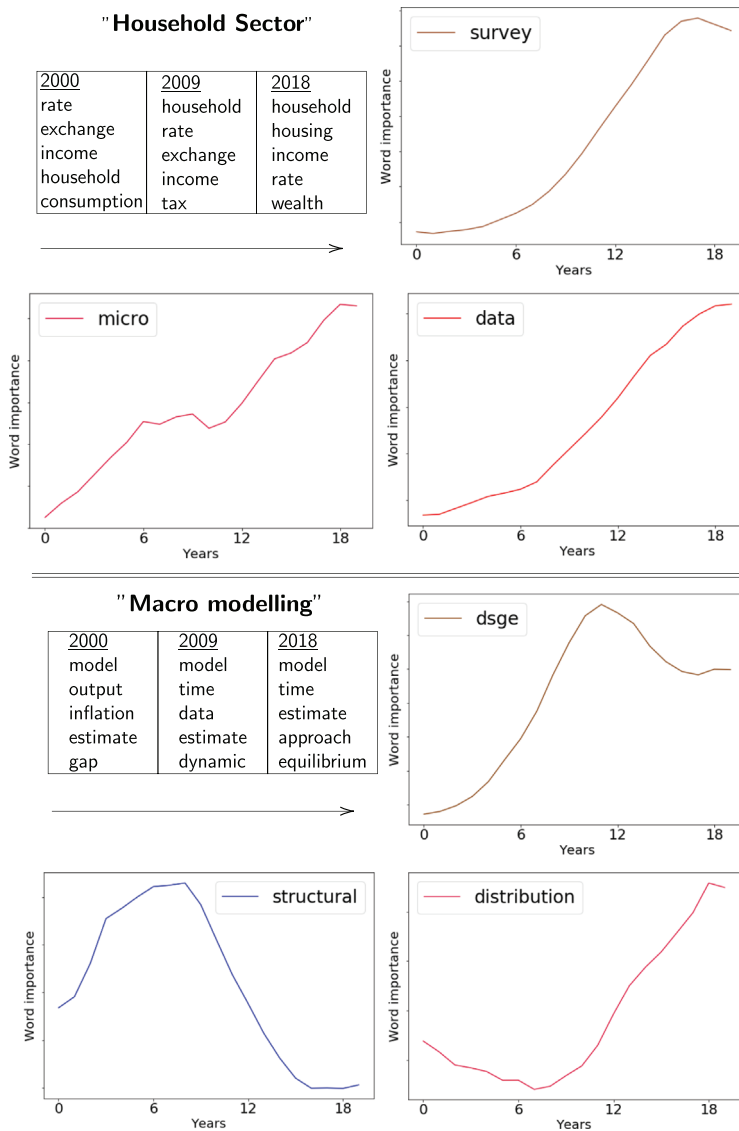 "Household Sector"
2000 2009 2018
rate household household
exchange rate housing
income exchange income
household income rate
consumption tax wealth
survey
Word importance
0 6 12 18
Years
micro
Word importance
0 6 12 18
Years
data
Word importance
0 6 12 18
Years
"Macro modelling"
2000 2009 2018
model model model
output time time
inflation data estimate
estimate estimate approach
gap dynamic equilibrium
dsge
Word importance
0 6 12 18
Years
structural
Word importance
0 6 12 18
Years
distribution
Word importance
0 6 12 18
Years